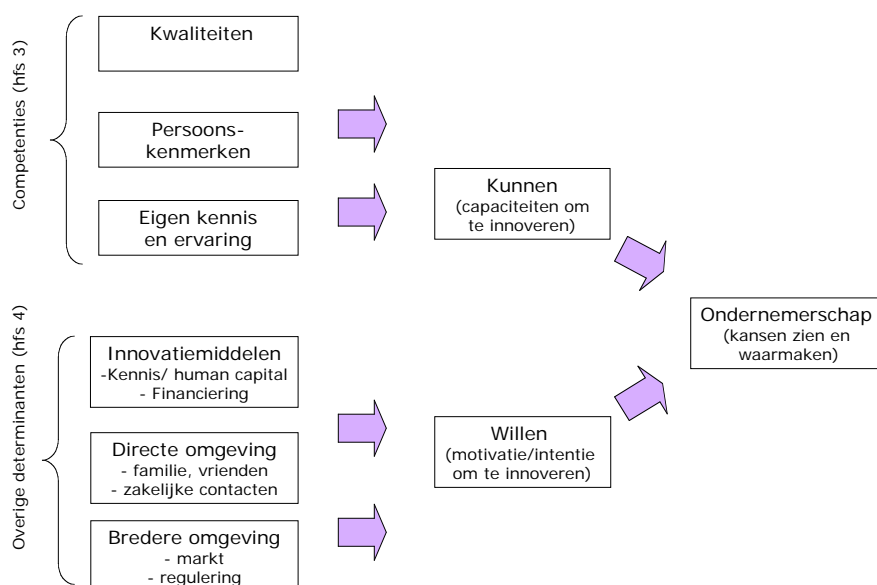 Competenties (hfs 3)
Kwaliteiten
Persoons-
kenmerken
Eigen kennis
en ervaring
Kunnen
(capaciteiten om
te innoveren)
Ondernemerschap
(kansen zien en
waarmaken)
Overige determinanten (hfs 4)
Innovatiemiddelen
-Kennis/ human capital
- Financiering
Directe omgeving
- familie, vrienden
- zakelijke contacten
Willen
(motivatie/intentie
om te innoveren)
Bredere omgeving
- markt
- regulering